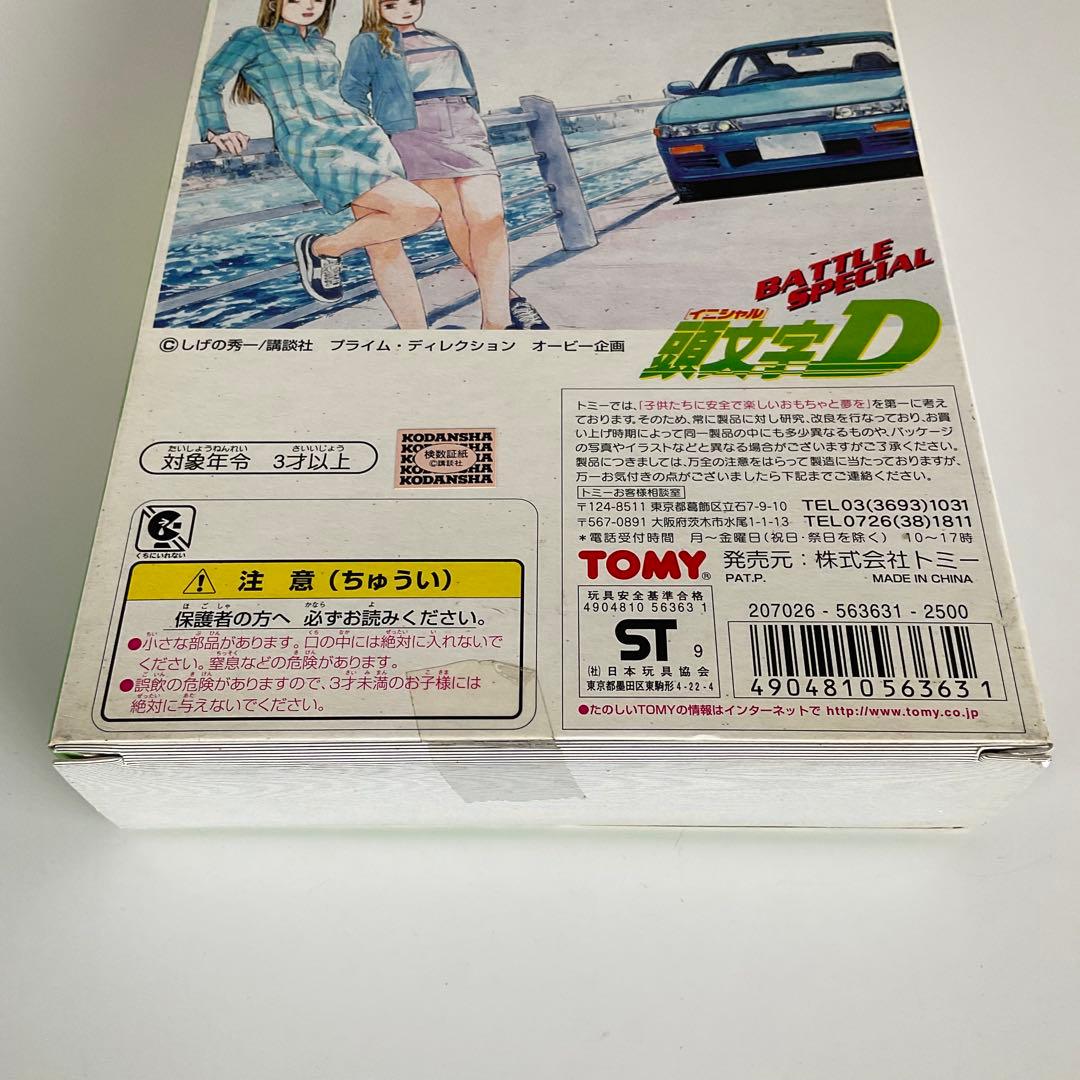 BATTLE
SPECIAL
イニシャル
頭文字D
©しげの秀一/講談社 プライム・ディレクション オービー企画
たいしょうねんれい さいいじょう
対象年令 3才以上
KODANSHA
検数証紙
©講談社
KODANSHA
くちにいれない
注意(ちゅうい)
ほごしゃ かなら よ
保護者の方へ 必ずお読みください。
●小さな部品があります。口の中には絶対に入れないで
ください。窒息などの危険があります。
●誤飲の危険がありますので、3才未満のお子様には
絶対に与えないでください。
トミーでは、「子供たちに安全で楽しいおもちゃと夢を」を第一に考え
ております。そのため、常に製品に対し研究、改良を行なっており、お買
い上げ時期によって同一製品の中にも多少異なるものや、パッケージ
の写真やイラストなどと異なる場合がございますがご了承ください。
製品につきましては、万全の注意をはらって製造に当たっておりますが、
万一お気付きの点がございましたら下記までご連絡ください。
トミーお客様相談室
〒124-8511 東京都葛飾区立石7-9-10 TEL03(3693)1031
〒567-0891 大阪府茨木市水尾1-1-13 TEL0726(38)1811
*電話受付時間 月〜金曜日(祝日・祭日を除く) 10〜17時
TOMY® 発売元:株式会社トミー
PAT.P. MADE IN CHINA
玩具安全基準合格
4904810 56363 1
ST 9
(社)日本玩具協会
東京都墨田区東駒形4-22-4
207026-563631-2500
4904810563631
●たのしいTOMYの情報はインターネットで http://www.tomy.co.jp